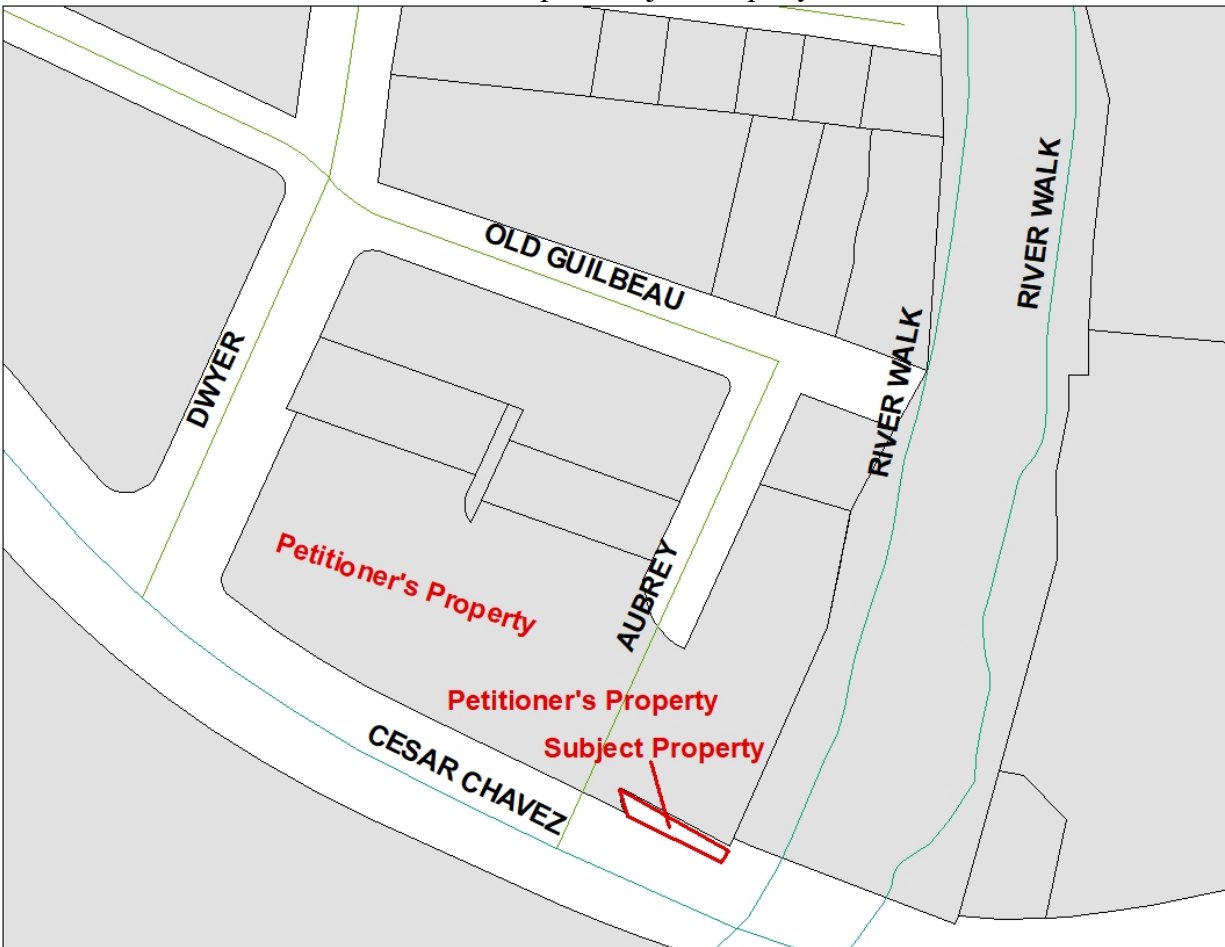 RIVER WALK
OLD GUILBEAU
RIVER WALK
DWYER
Petitioner's Property
AUBREY
Petitioner's Property
Subject Property
CESAR CHAVEZ